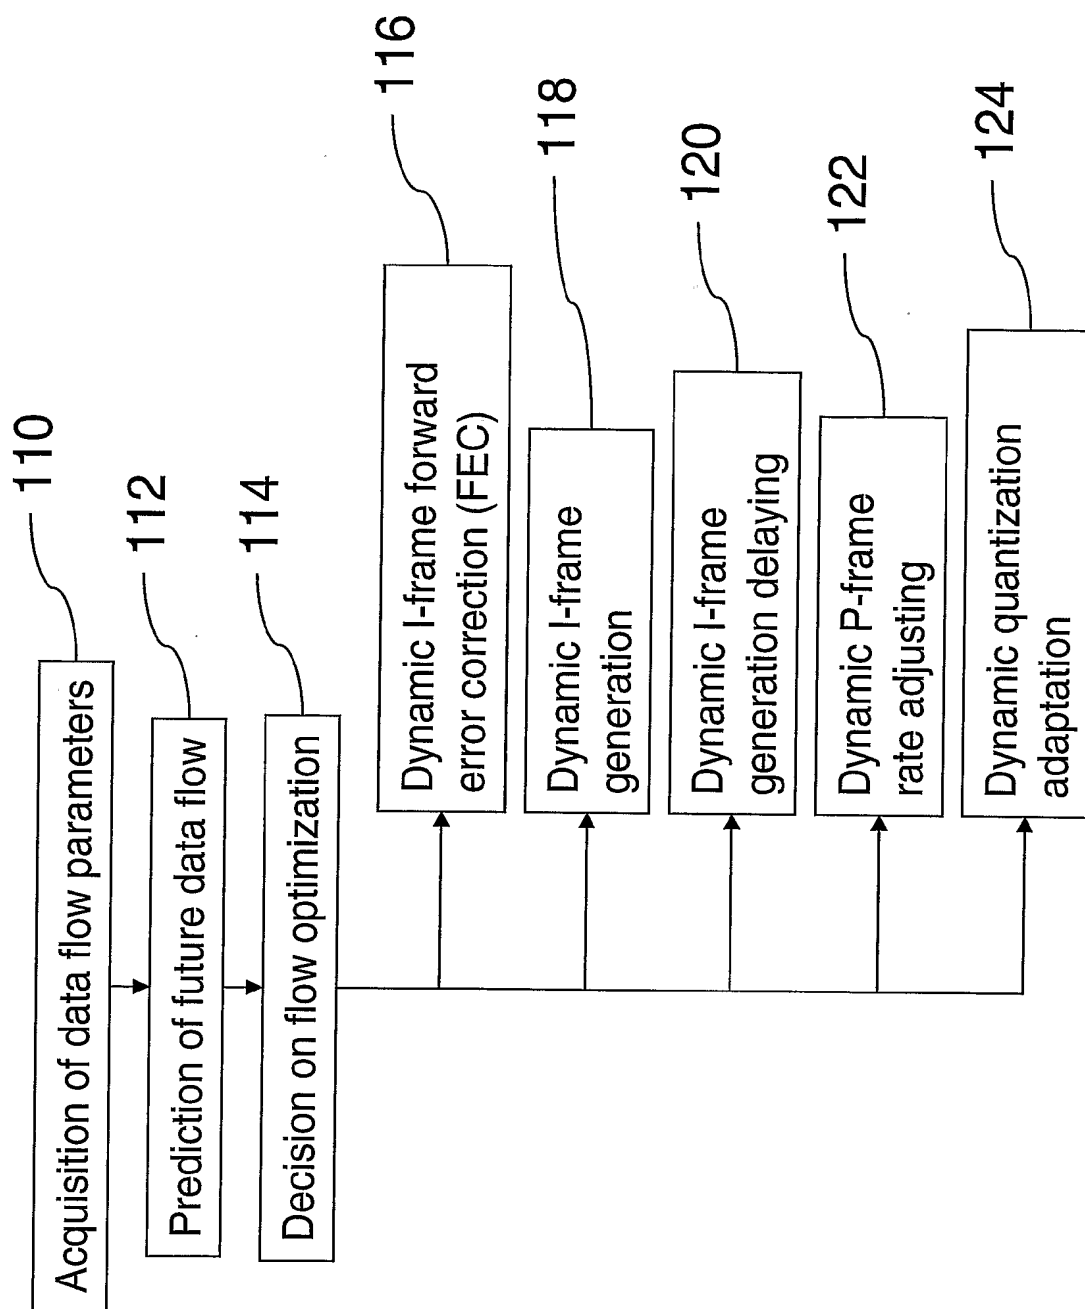 Acquisition of data flow parameters
110
Prediction of future data flow
112
Decision on flow optimization
114
Dynamic I-frame forward
error correction (FEC)
116
Dynamic I-frame
generation
118
Dynamic I-frame
generation delaying
120
Dynamic P-frame
rate adjusting
122
Dynamic quantization
adaptation
124